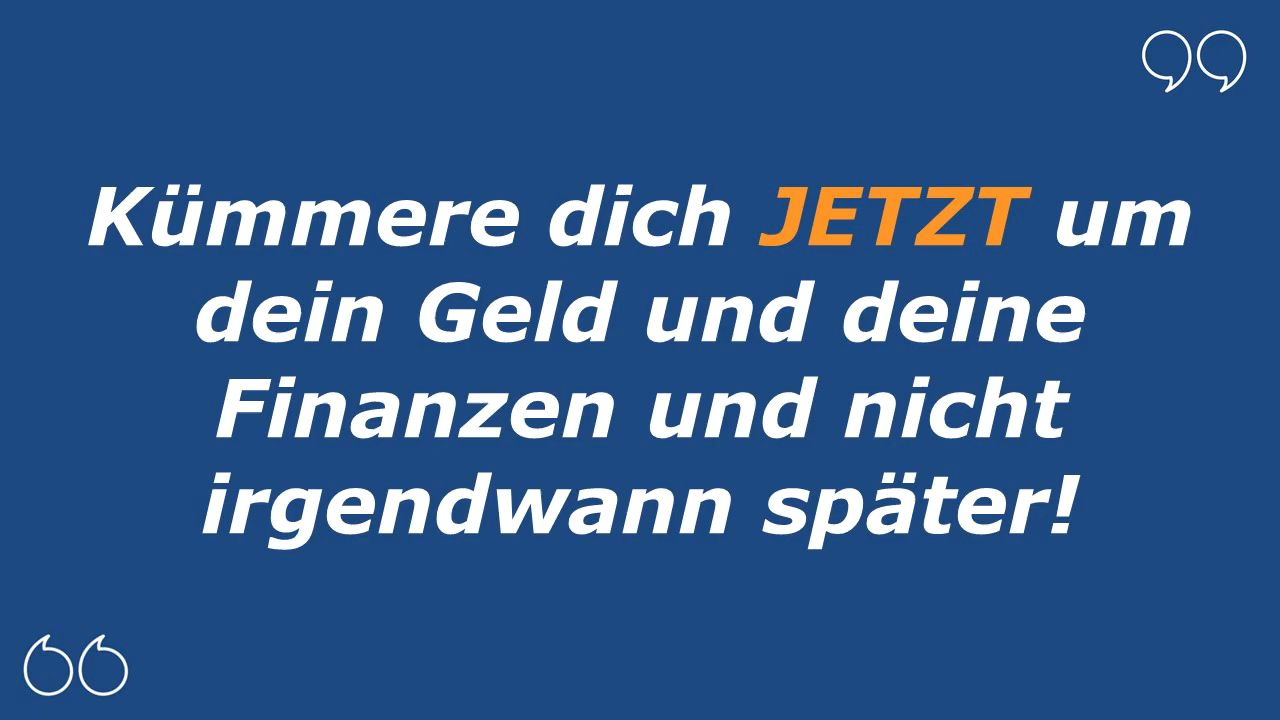 Kümmere dich JETZT um
dein Geld und deine
Finanzen und nicht
irgendwann später!